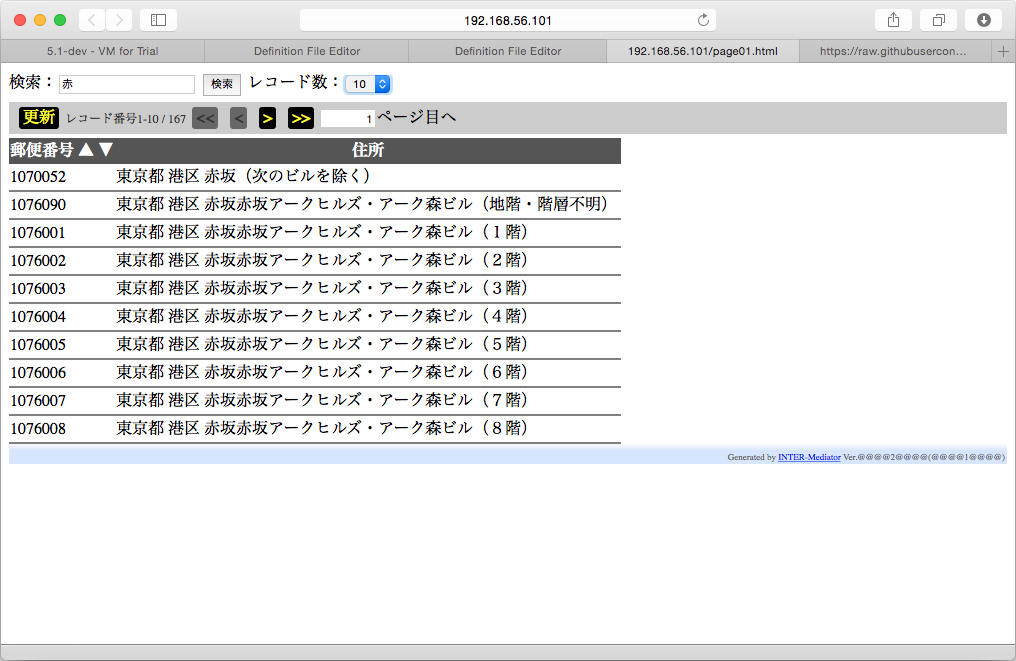 192.168.56.101
5.1-dev - VM for Trial
Definition File Editor
Definition File Editor
192.168.56.101/page01.html
https://raw.githubusercon...
検索： 赤 検索 レコード数： 10
更新 レコード番号1-10 / 167 << < > >> 1 ページ目へ
郵便番号 ▲ ▼ 住所
1070052 東京都 港区 赤坂（次のビルを除く）
1076090 東京都 港区 赤坂赤坂アークヒルズ・アーク森ビル（地階・階層不明）
1076001 東京都 港区 赤坂赤坂アークヒルズ・アーク森ビル（１階）
1076002 東京都 港区 赤坂赤坂アークヒルズ・アーク森ビル（２階）
1076003 東京都 港区 赤坂赤坂アークヒルズ・アーク森ビル（３階）
1076004 東京都 港区 赤坂赤坂アークヒルズ・アーク森ビル（４階）
1076005 東京都 港区 赤坂赤坂アークヒルズ・アーク森ビル（５階）
1076006 東京都 港区 赤坂赤坂アークヒルズ・アーク森ビル（６階）
1076007 東京都 港区 赤坂赤坂アークヒルズ・アーク森ビル（７階）
1076008 東京都 港区 赤坂赤坂アークヒルズ・アーク森ビル（８階）
Generated by INTER-Mediator Ver.@@@@2@@@@(@@@@1@@@@)